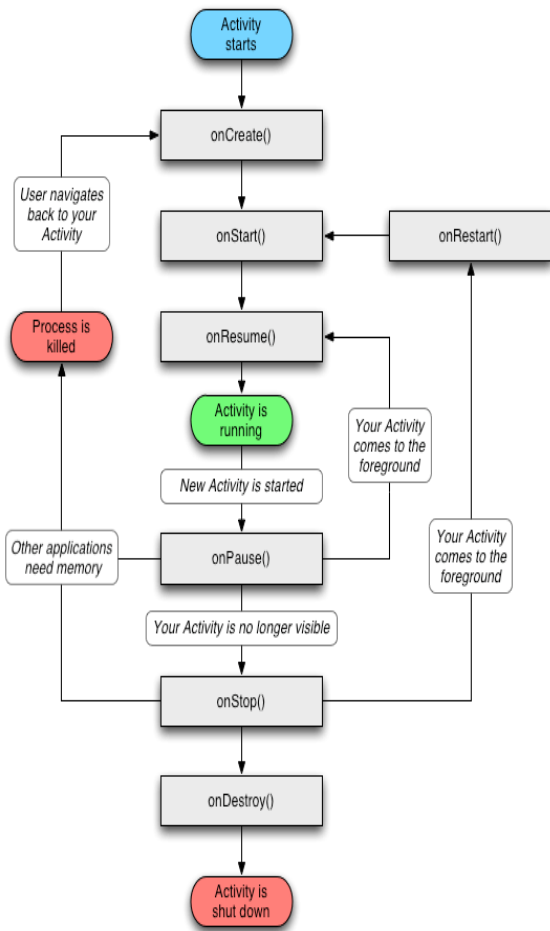 Activity
starts
onCreate()
User navigates
back to your
Activity
onStart()
onRestart()
Process is
killed
onResume()
Activity is
running
Your Activity
comes to the
foreground
New Activity is started
Other applications
need memory
onPause()
Your Activity
comes to the
foreground
Your Activity is no longer visible
onStop()
onDestroy()
Activity is
shut down